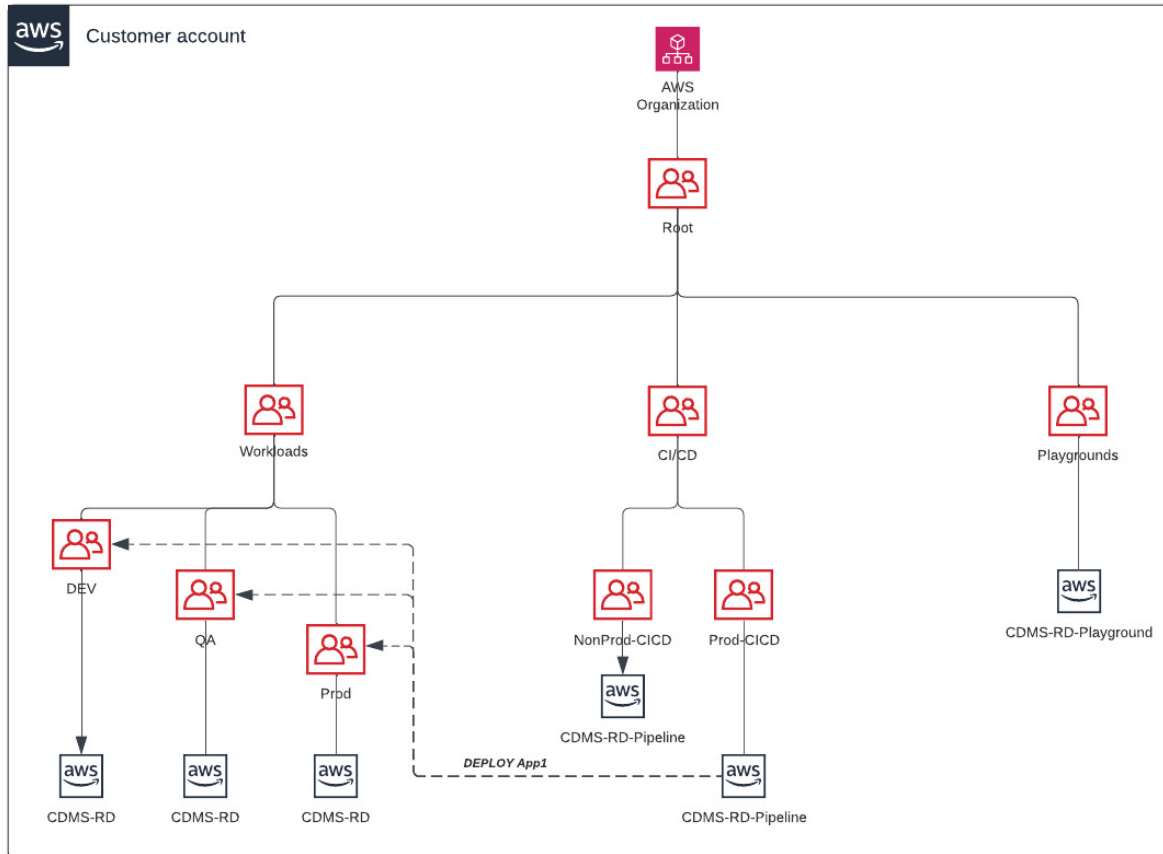 aws
Customer account
AWS
Organization
Root
Workloads
CI/CD
Playgrounds
DEV
QA
Prod
NonProd-CICD
Prod-CICD
aws
CDMS-RD-Playground
aws
CDMS-RD-Pipeline
DEPLOY App1
aws
CDMS-RD
aws
CDMS-RD
aws
CDMS-RD
aws
CDMS-RD-Pipeline